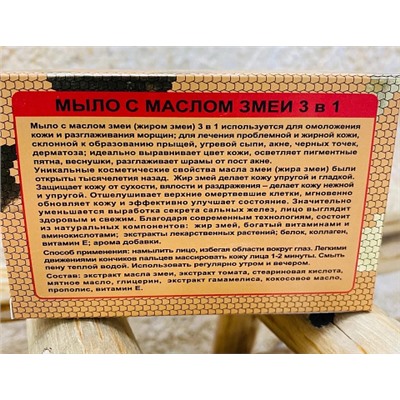 МЫЛО С МАСЛОМ ЗМЕИ 3 в 1
Мыло с маслом змеи (жиром змеи) 3 в 1 используется для омоложения
кожи и разглаживания морщин; для лечения проблемной и жирной кожи,
склонной к образованию прыщей, угревой сыпи, акне, черных точек,
дерматоза; идеально выравнивает цвет кожи, осветляет пигментные
пятна, веснушки, разглаживает шрамы от пост акне.
Уникальные косметические свойства масла змеи (жира змеи) были
открыты тысячелетия назад. Жир змей делает кожу упругой и гладкой.
Защищает кожу от сухости, вялости и раздражения – делает кожу нежной
и упругой. Отшелушивает верхние омертвевшие клетки, мгновенно
обновляет кожу и эффективно улучшает состояние. Значительно
уменьшается выработка секрета сальных желез, лицо выглядит
здоровым и свежим. Благодаря современным технологиям, состоит
из натуральных компонентов: жир змей, богатый витаминами и
аминокислотами; экстракты лекарственных растений; белок, коллаген,
витамин Е; арома добавки.
Способ применения: намылить лицо, избегая области вокруг глаз. Легкими
движениями кончиков пальцев массировать кожу лица 1-2 минуты. Смыть
пену теплой водой. Использовать регулярно утром и вечером.
Состав: экстракт масла змеи, экстракт томата, стеариновая кислота,
мятное масло, глицерин, экстракт гамамелиса, кокосовое масло,
прополис, витамин Е.